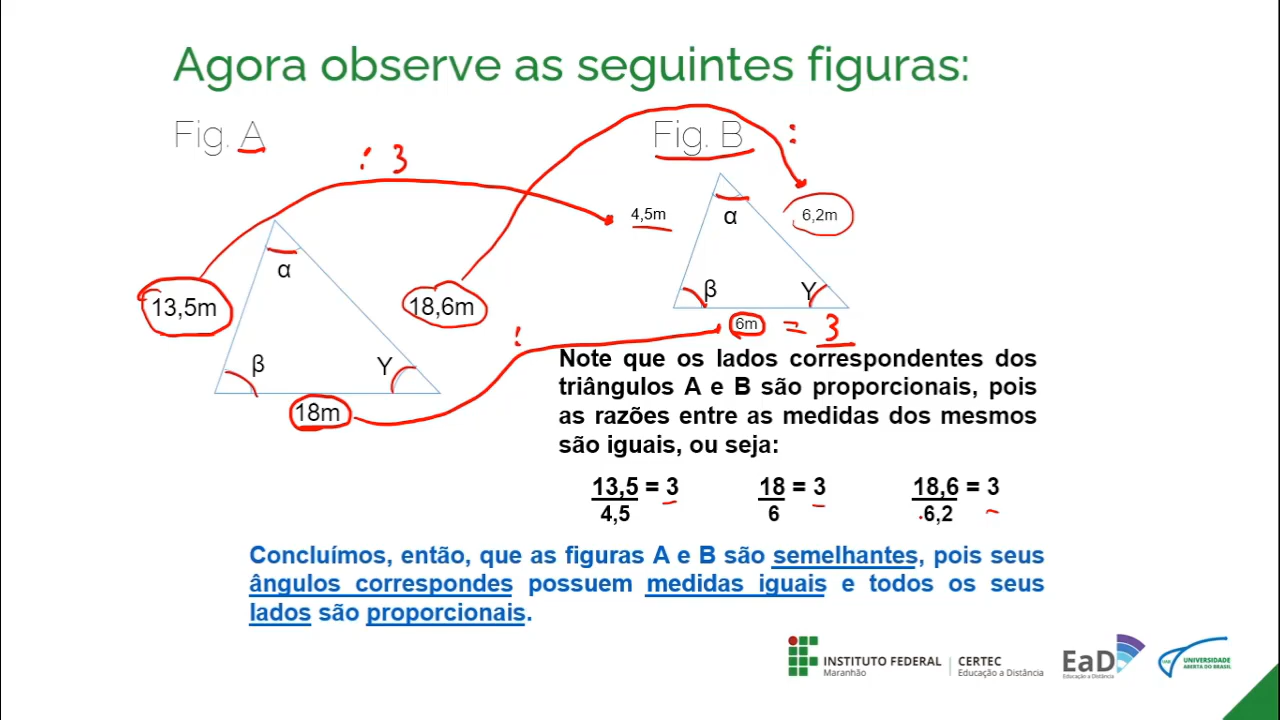 Agora observe as seguintes figuras:
Fig. A
Fig. B
: 3
:
4,5m
α
6,2m
α
13,5m
18,6m
β
γ
:
6m = 3
β
γ
18m
Note que os lados correspondentes dos
triângulos A e B são proporcionais, pois
as razões entre as medidas dos mesmos
são iguais, ou seja:
13,5 = 3
4,5
18 = 3
6
18,6 = 3
6,2
Concluímos, então, que as figuras A e B são semelhantes, pois seus
ângulos correspondes possuem medidas iguais e todos os seus
lados são proporcionais.
INSTITUTO FEDERAL
Maranhão
CERTEC
Educação a Distância
EaD
Educação a Distância
UAB
UNIVERSIDADE
ABERTA DO BRASIL